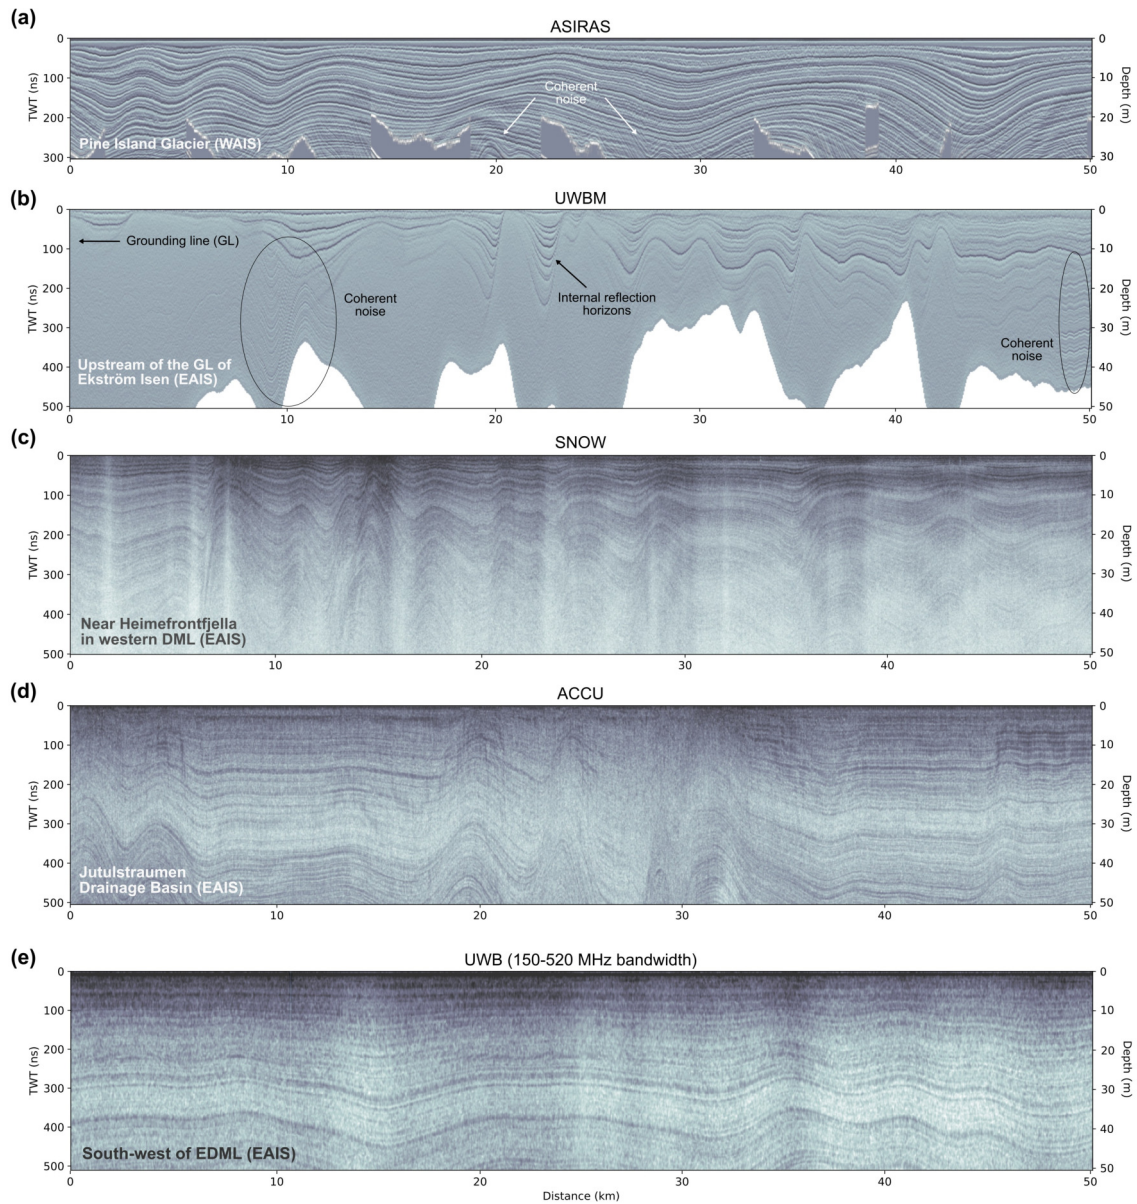 (a)
ASIRAS
0
100
200
300
TWT (ns)
0
10
20
30
Depth (m)
Coherent
noise
Pine Island Glacier (WAIS)
0
10
20
30
40
50
(b)
UWBM
0
100
200
300
400
500
TWT (ns)
0
10
20
30
40
50
Depth (m)
Grounding line (GL)
Coherent
noise
Internal reflection
horizons
Coherent
noise
Upstream of the GL of
Ekström Isen (EAIS)
0
10
20
30
40
50
(c)
SNOW
0
100
200
300
400
500
TWT (ns)
0
10
20
30
40
50
Depth (m)
Near Heimefrontfjella
in western DML (EAIS)
0
10
20
30
40
50
(d)
ACCU
0
100
200
300
400
500
TWT (ns)
0
10
20
30
40
50
Depth (m)
Jutulstraumen
Drainage Basin (EAIS)
0
10
20
30
40
50
(e)
UWB (150-520 MHz bandwidth)
0
100
200
300
400
500
TWT (ns)
0
10
20
30
40
50
Depth (m)
South-west of EDML (EAIS)
0
10
20
30
40
50
Distance (km)